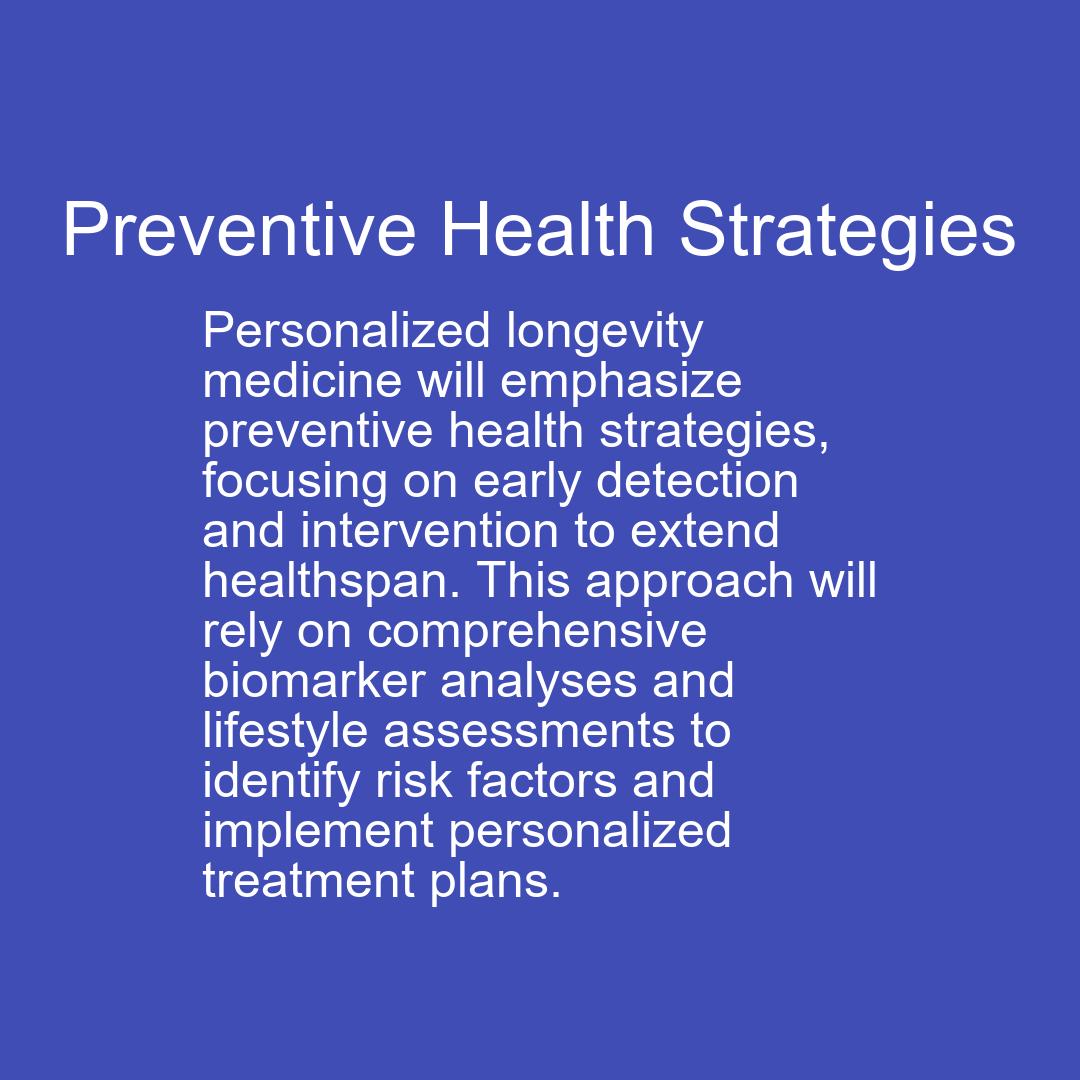 Preventive Health Strategies
Personalized longevity
medicine will emphasize
preventive health strategies,
focusing on early detection
and intervention to extend
healthspan. This approach will
rely on comprehensive
biomarker analyses and
lifestyle assessments to
identify risk factors and
implement personalized
treatment plans.